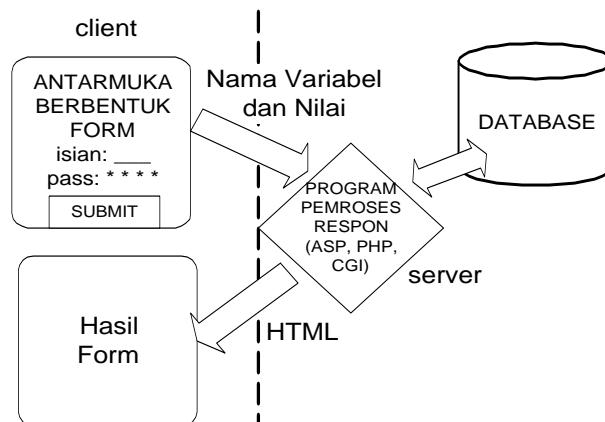 client
ANTARMUKA
BERBENTUK
FORM
isian: ___
pass: * * * *
SUBMIT
Nama Variabel
dan Nilai
DATABASE
PROGRAM
PEMROSES
RESPON
(ASP, PHP,
CGI)
server
Hasil
Form
HTML